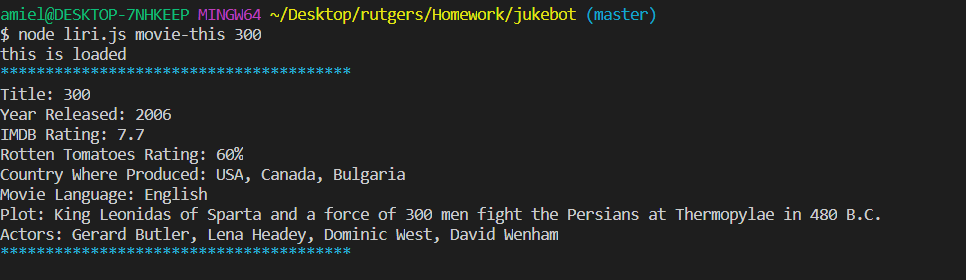 amiel@DESKTOP-7NHKEEP MINGW64 ~/Desktop/rutgers/Homework/jukebot (master)
$ node liri.js movie-this 300
this is loaded
***************************************
Title: 300
Year Released: 2006
IMDB Rating: 7.7
Rotten Tomatoes Rating: 60%
Country Where Produced: USA, Canada, Bulgaria
Movie Language: English
Plot: King Leonidas of Sparta and a force of 300 men fight the Persians at Thermopylae in 480 B.C.
Actors: Gerard Butler, Lena Headey, Dominic West, David Wenham
***************************************